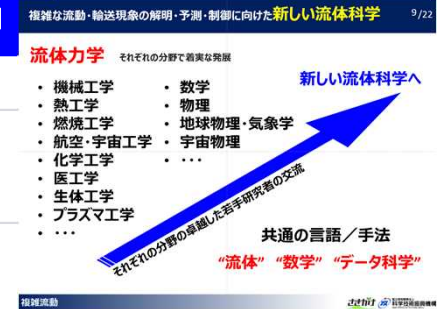 複雑な流動・輸送現象の解明・予測・制御に向けた新しい流体科学
9/22
流体力学 それぞれの分野で着実な発展
・ 機械工学
・ 熱工学
・ 燃焼工学
・ 航空・宇宙工学
・ 化学工学
・ 医工学
・ 生体工学
・ プラズマ工学
・ ・・・
・ 数学
・ 物理
・ 地球物理・気象学
・ 宇宙物理
・ ・・・
新しい流体科学へ
それぞれの分野の卓越した若手研究者の交流
共通の言語/手法
“流体” “数学” “データ科学”
複雑流動
さきがけ
科学技術振興機構